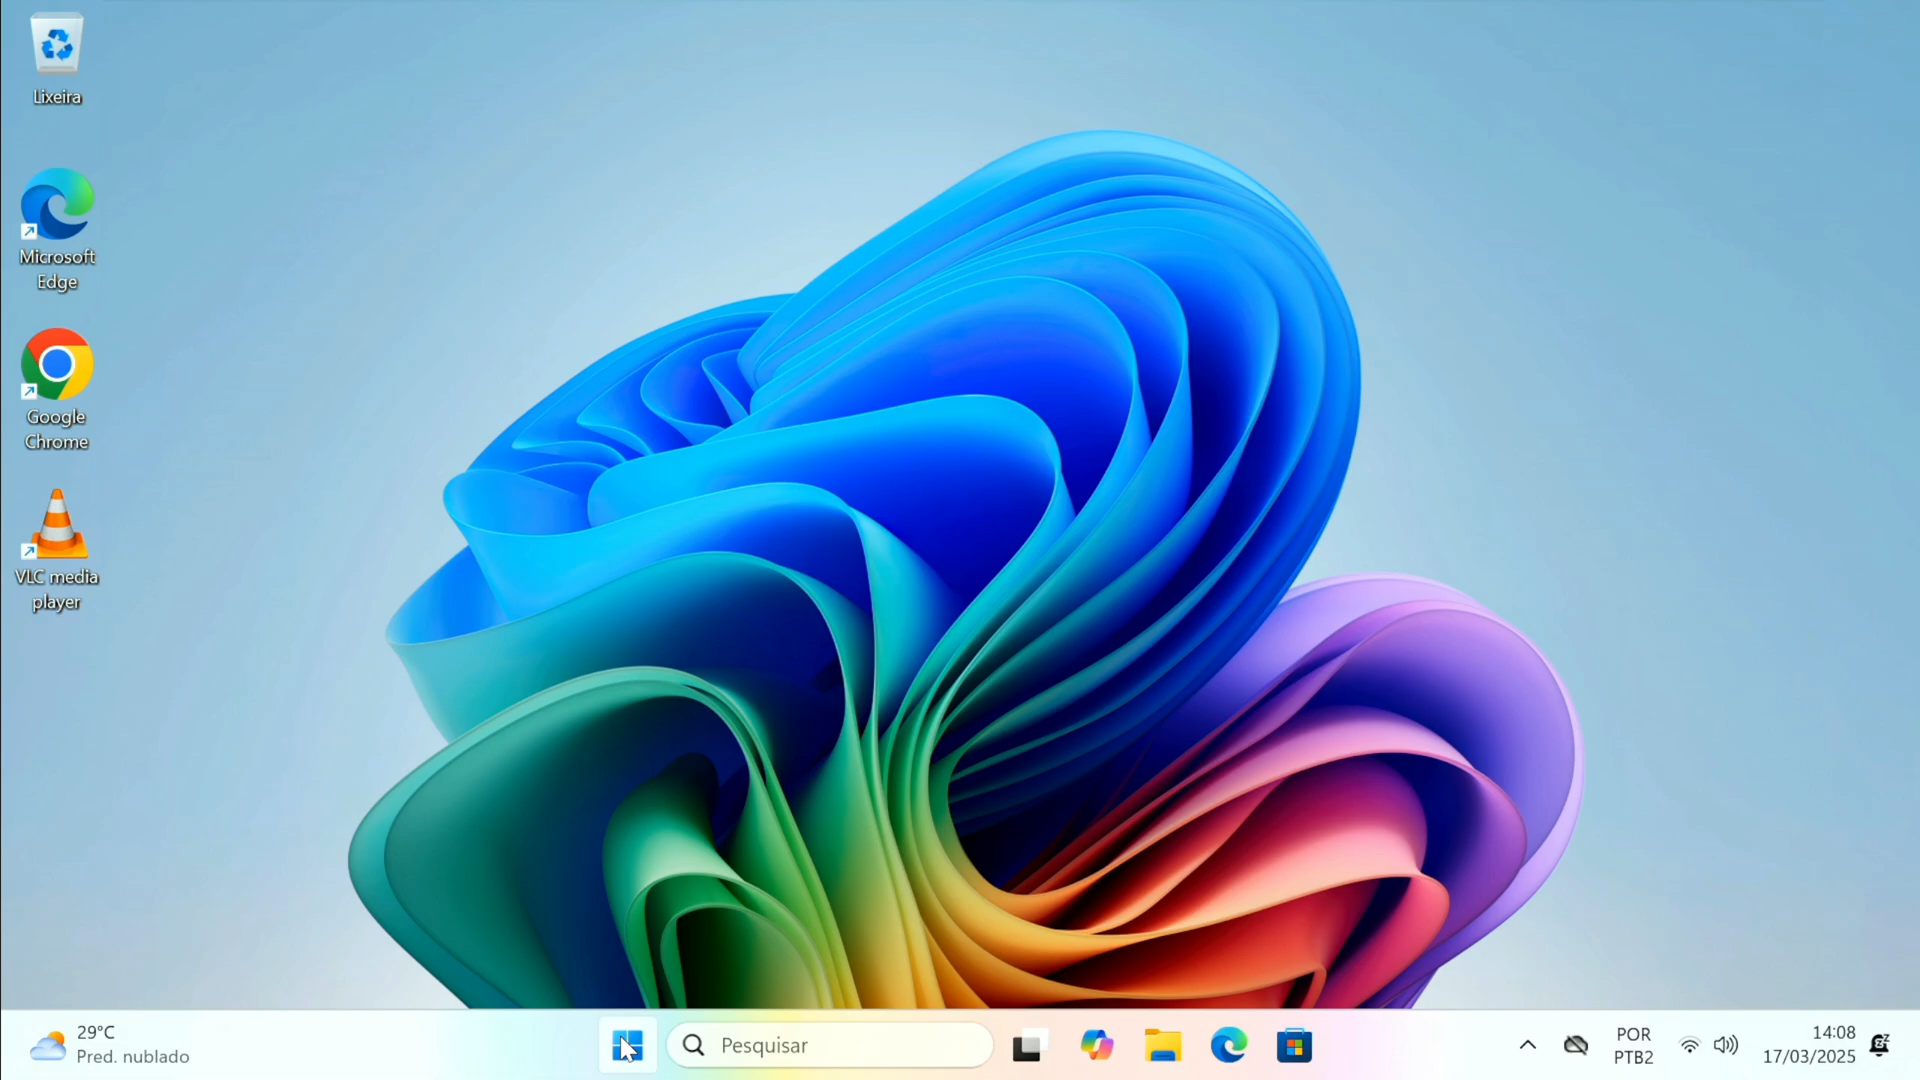 Lixeira
Microsoft
Edge
Google
Chrome
VLC media
player
29°C
Pred. nublado
Pesquisar
POR
PTB2
14:08
17/03/2025